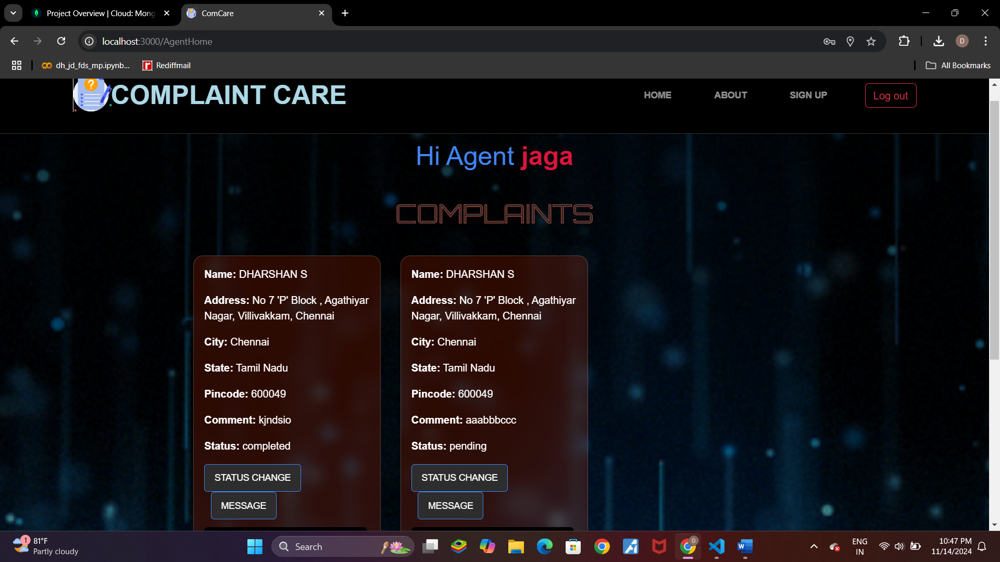 Project Overview | Cloud: Mong
ComCare
localhost:3000/AgentHome
D
dh_jd_fds_mp.ipynb...
Rediffmail
All Bookmarks
?
COMPLAINT CARE
HOME
ABOUT
SIGN UP
Log out
Hi Agent jaga
COMPLAINTS
Name: DHARSHAN S
Address: No 7 'P' Block , Agathiyar
Nagar, Villivakkam, Chennai
City: Chennai
State: Tamil Nadu
Pincode: 600049
Comment: kjndsio
Status: completed
STATUS CHANGE
MESSAGE
Name: DHARSHAN S
Address: No 7 'P' Block , Agathiyar
Nagar, Villivakkam, Chennai
City: Chennai
State: Tamil Nadu
Pincode: 600049
Comment: aaabbbccc
Status: pending
STATUS CHANGE
MESSAGE
1
81°F
Partly cloudy
Search
D
W
ENG
IN
10:47 PM
11/14/2024